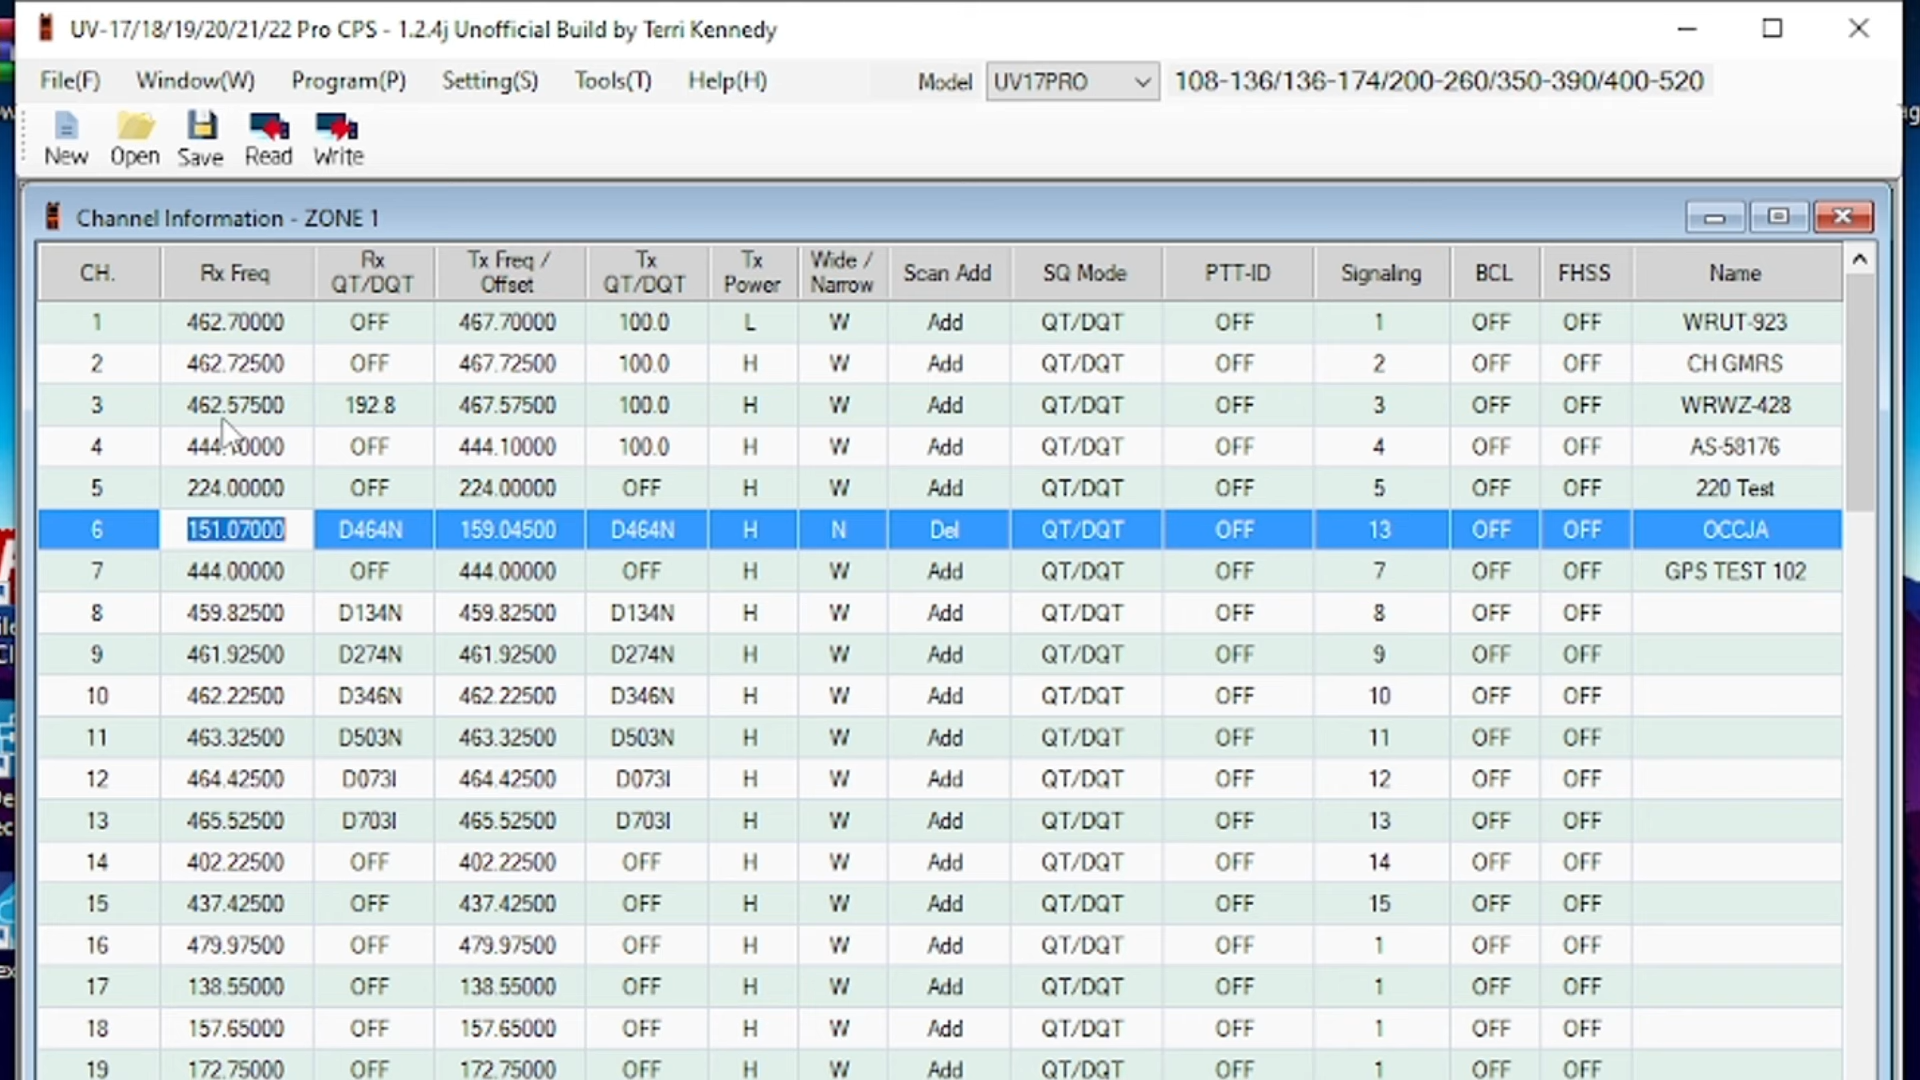 UV-17/18/19/20/21/22 Pro CPS - 1.2.4j Unofficial Build by Terri Kennedy
File(F) Window(W) Program(P) Setting(S) Tools(T) Help(H) Model UV17PRO 108-136/136-174/200-260/350-390/400-520
New Open Save Read Write
Channel Information - ZONE 1
CH. Rx Freq Rx QT/DQT Tx Freq / Offset Tx QT/DQT Tx Power Wide / Narrow Scan Add SQ Mode PTT-ID Signaling BCL FHSS Name
1 462.70000 OFF 467.70000 100.0 L W Add QT/DQT OFF 1 OFF OFF WRUT-923
2 462.72500 OFF 467.72500 100.0 H W Add QT/DQT OFF 2 OFF OFF CH GMRS
3 462.57500 192.8 467.57500 100.0 H W Add QT/DQT OFF 3 OFF OFF WRWZ-428
4 444.10000 OFF 444.10000 100.0 H W Add QT/DQT OFF 4 OFF OFF AS-58176
5 224.00000 OFF 224.00000 OFF H W Add QT/DQT OFF 5 OFF OFF 220 Test
6 151.07000 D464N 159.04500 D464N H N Del QT/DQT OFF 13 OFF OFF OCCJA
7 444.00000 OFF 444.00000 OFF H W Add QT/DQT OFF 7 OFF OFF GPS TEST 102
8 459.82500 D134N 459.82500 D134N H W Add QT/DQT OFF 8 OFF OFF
9 461.92500 D274N 461.92500 D274N H W Add QT/DQT OFF 9 OFF OFF
10 462.22500 D346N 462.22500 D346N H W Add QT/DQT OFF 10 OFF OFF
11 463.32500 D503N 463.32500 D503N H W Add QT/DQT OFF 11 OFF OFF
12 464.42500 D073I 464.42500 D073I H W Add QT/DQT OFF 12 OFF OFF
13 465.52500 D703I 465.52500 D703I H W Add QT/DQT OFF 13 OFF OFF
14 402.22500 OFF 402.22500 OFF H W Add QT/DQT OFF 14 OFF OFF
15 437.42500 OFF 437.42500 OFF H W Add QT/DQT OFF 15 OFF OFF
16 479.97500 OFF 479.97500 OFF H W Add QT/DQT OFF 1 OFF OFF
17 138.55000 OFF 138.55000 OFF H W Add QT/DQT OFF 1 OFF OFF
18 157.65000 OFF 157.65000 OFF H W Add QT/DQT OFF 1 OFF OFF
19 172.75000 OFF 172.75000 OFF H W Add QT/DQT OFF 1 OFF OFF